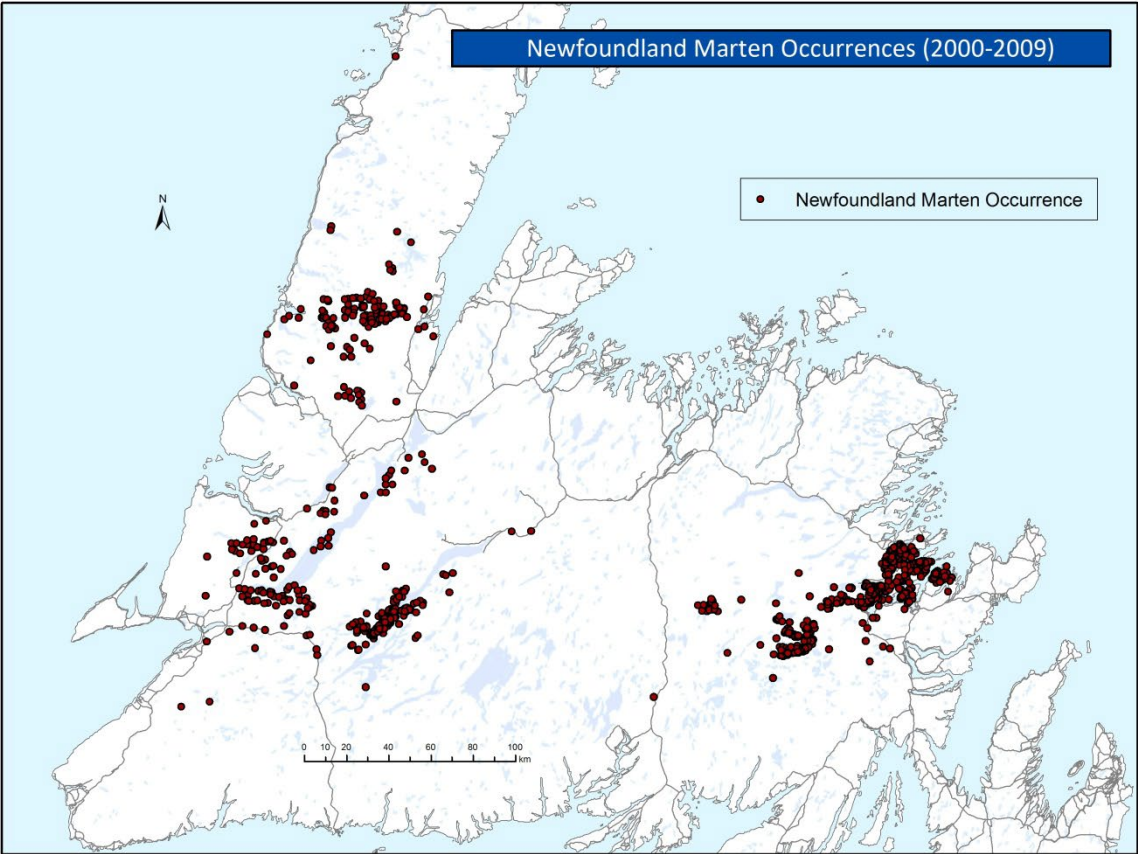 Newfoundland Marten Occurrences (2000-2009)
N
Newfoundland Marten Occurrence
0 10 20 40 60 80 100
km